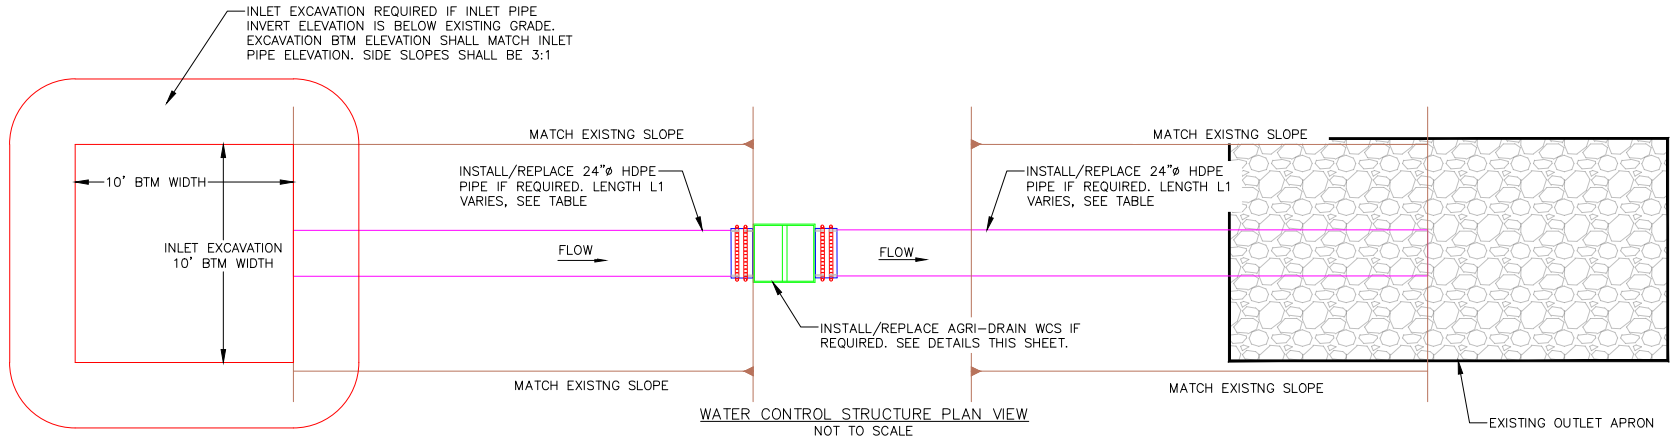 INLET EXCAVATION REQUIRED IF INLET PIPE
INVERT ELEVATION IS BELOW EXISTING GRADE.
EXCAVATION BTM ELEVATION SHALL MATCH INLET
PIPE ELEVATION. SIDE SLOPES SHALL BE 3:1
MATCH EXISTNG SLOPE
MATCH EXISTNG SLOPE
INSTALL/REPLACE 24"ø HDPE
PIPE IF REQUIRED. LENGTH L1
VARIES, SEE TABLE
INSTALL/REPLACE 24"ø HDPE
PIPE IF REQUIRED. LENGTH L1
VARIES, SEE TABLE
10' BTM WIDTH
INLET EXCAVATION
10' BTM WIDTH
FLOW
FLOW
INSTALL/REPLACE AGRI-DRAIN WCS IF
REQUIRED. SEE DETAILS THIS SHEET.
MATCH EXISTNG SLOPE
MATCH EXISTNG SLOPE
WATER CONTROL STRUCTURE PLAN VIEW
NOT TO SCALE
EXISTING OUTLET APRON